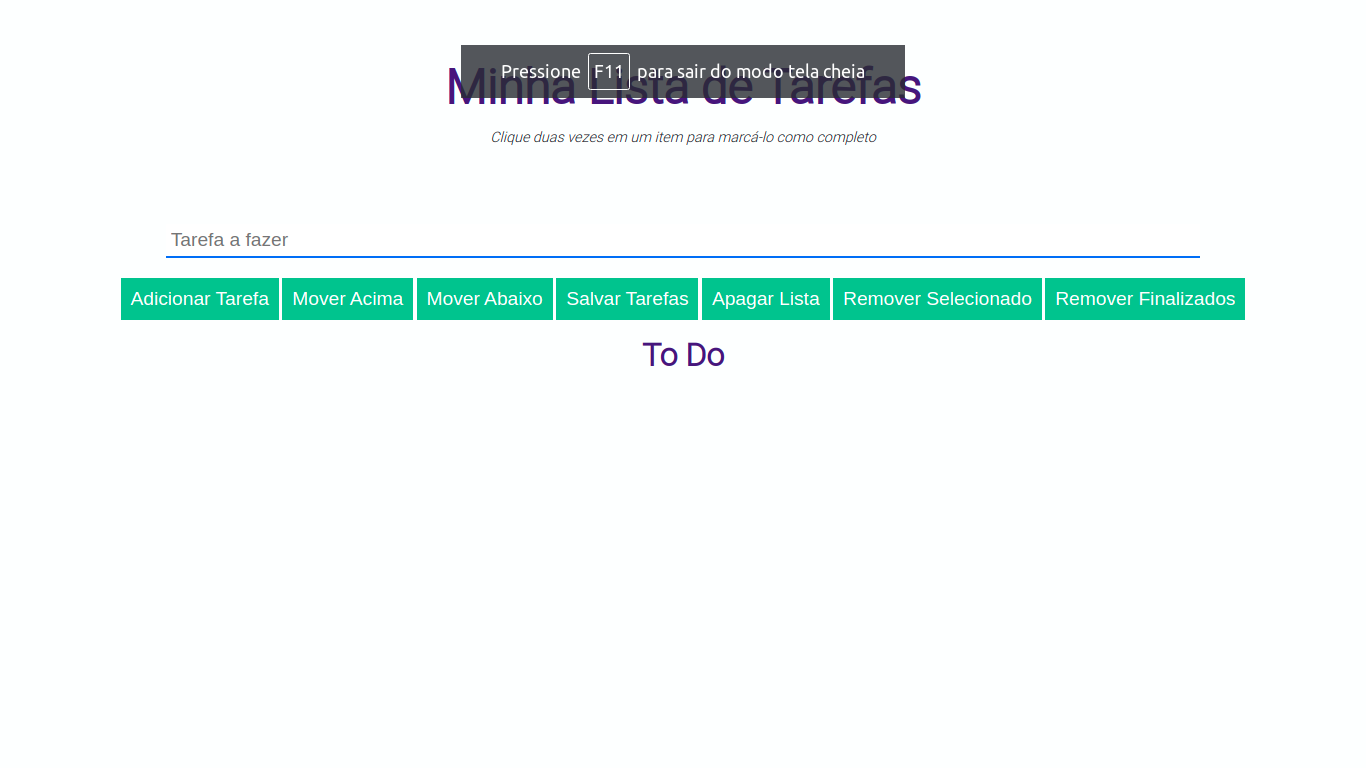 Pressione F11 para sair do modo tela cheia
Minha Lista de Tarefas
Clique duas vezes em um item para marcá-lo como completo
Tarefa a fazer
Adicionar Tarefa Mover Acima Mover Abaixo Salvar Tarefas Apagar Lista Remover Selecionado Remover Finalizados
To Do